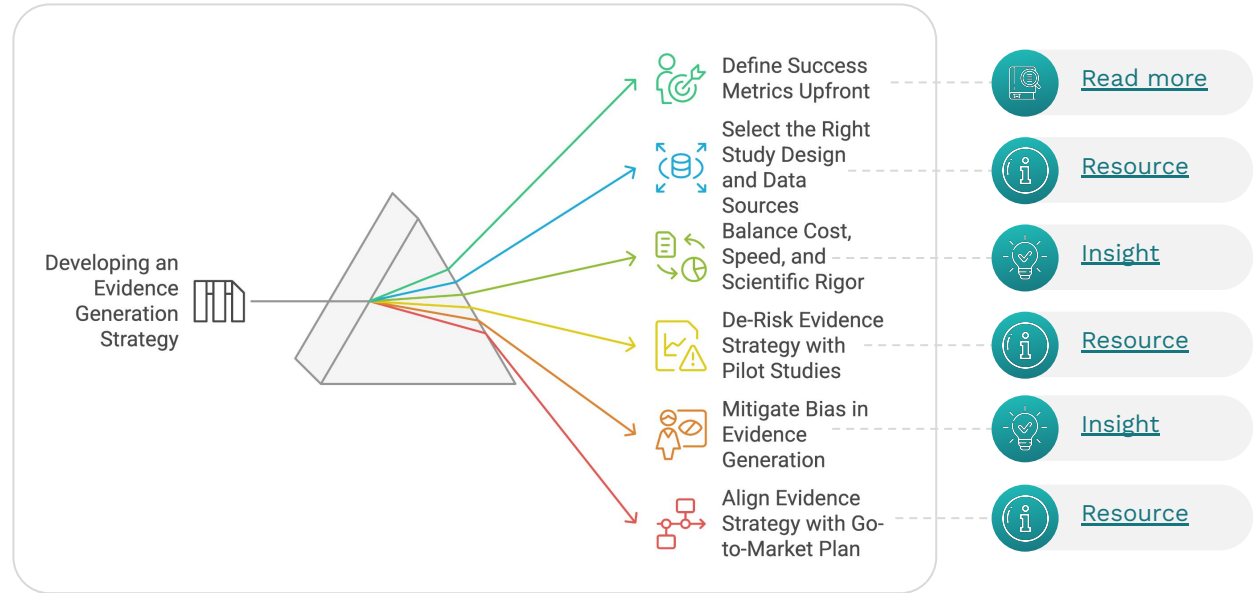 Developing an
Evidence
Generation
Strategy
Define Success
Metrics Upfront
Read more
Select the Right
Study Design
and Data
Sources
Resource
Balance Cost,
Speed, and
Scientific Rigor
Insight
De-Risk Evidence
Strategy with
Pilot Studies
Resource
Mitigate Bias in
Evidence
Generation
Insight
Align Evidence
Strategy with Go-
to-Market Plan
Resource